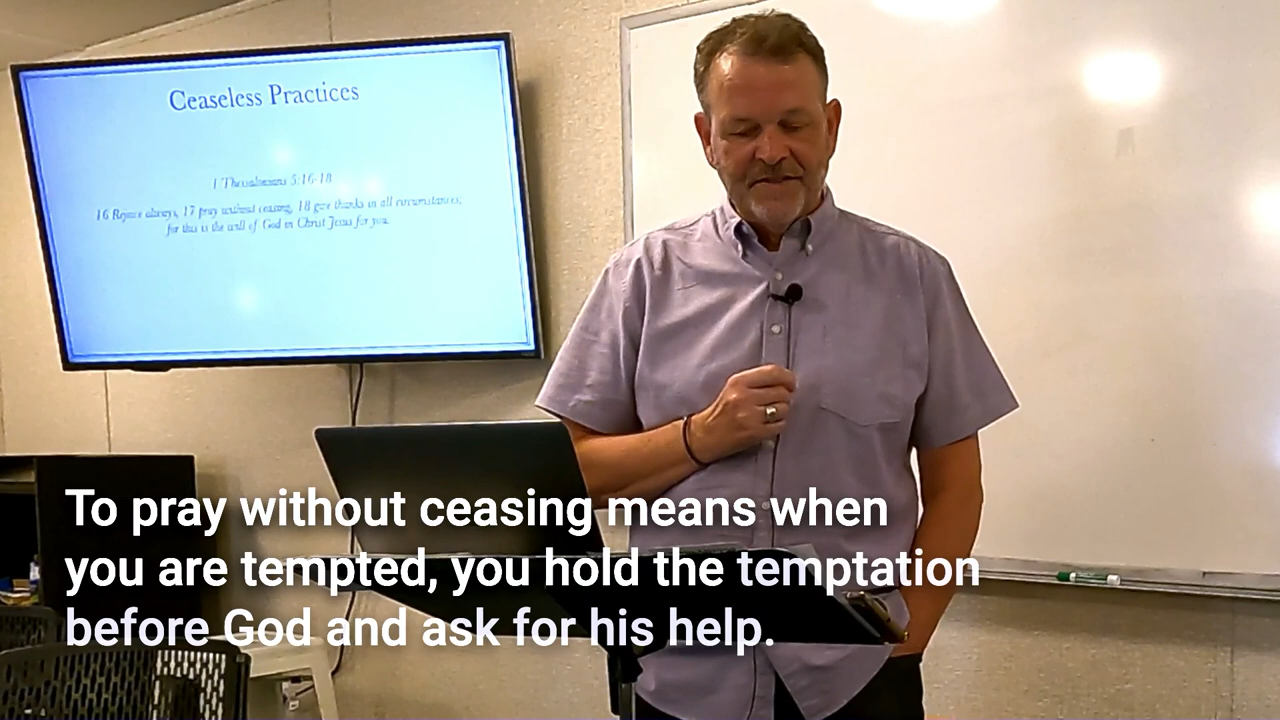 Ceaseless Practices
1 Thessalonians 5:16-18
16 Rejoice always, 17 pray without ceasing, 18 give thanks in all circumstances;
for this is the will of God in Christ Jesus for you.
To pray without ceasing means when
you are tempted, you hold the temptation
before God and ask for his help.